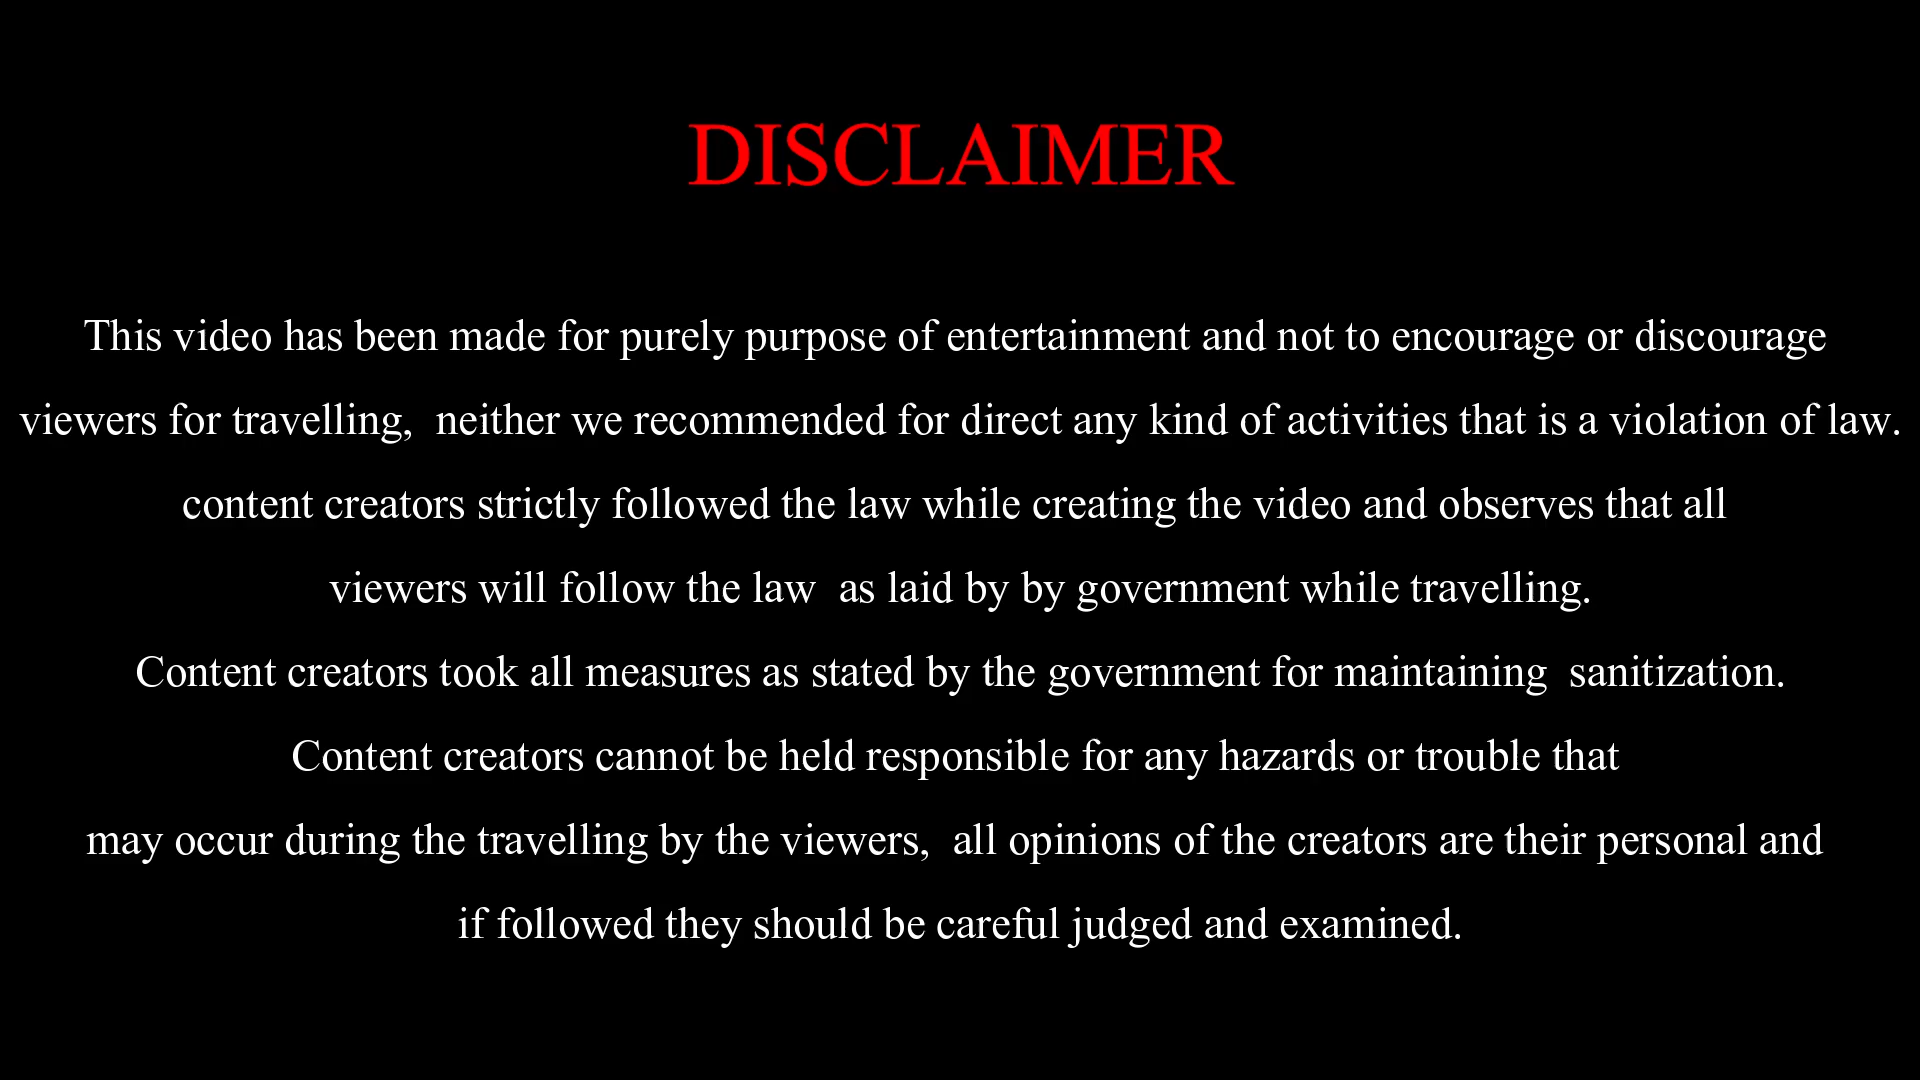 DISCLAIMER
This video has been made for purely purpose of entertainment and not to encourage or discourage
viewers for travelling,  neither we recommended for direct any kind of activities that is a violation of law.
content creators strictly followed the law while creating the video and observes that all
viewers will follow the law  as laid by by government while travelling.
Content creators took all measures as stated by the government for maintaining  sanitization.
Content creators cannot be held responsible for any hazards or trouble that
may occur during the travelling by the viewers,  all opinions of the creators are their personal and
if followed they should be careful judged and examined.